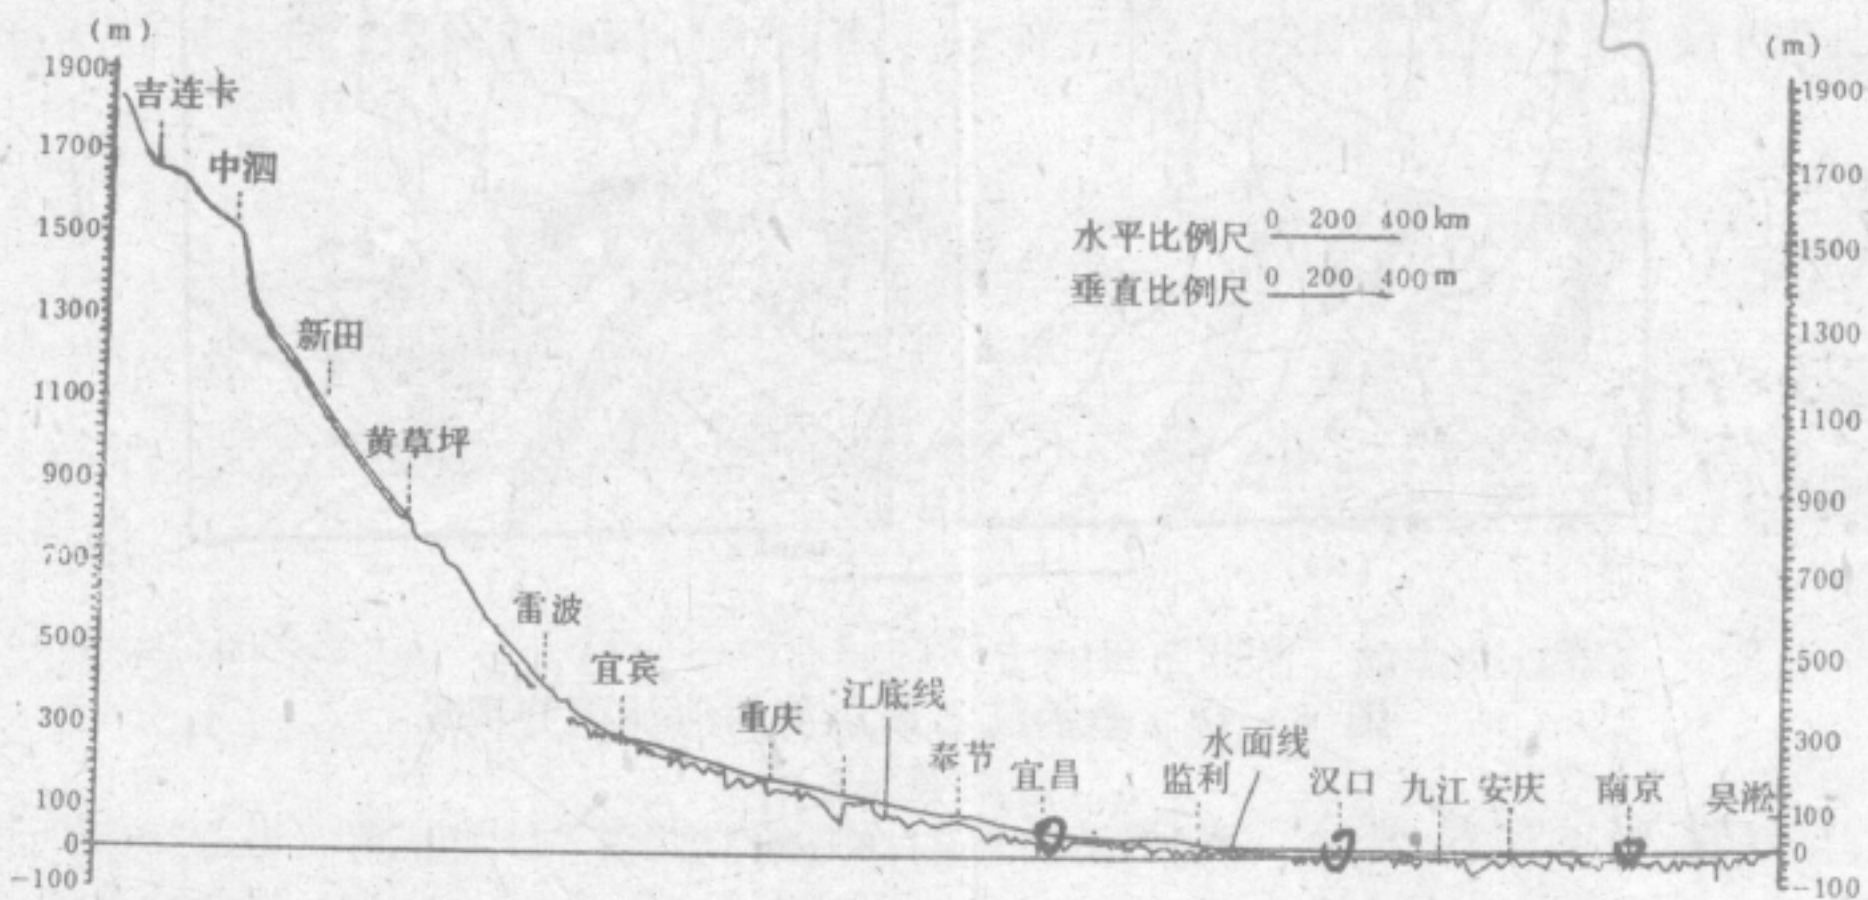 (m)
(m)
1900
1700
1500
1300
1100
900
700
500
300
100
0
-100
吉连卡
中泗
新田
黄草坪
雷波
宜宾
重庆
江底线
奉节
宜昌
监利
水面线
汉口
九江
安庆
南京
吴淞
水平比例尺 0 200 400km
垂直比例尺 0 200 400m
1900
1700
1500
1300
1100
900
700
500
300
100
0
-100